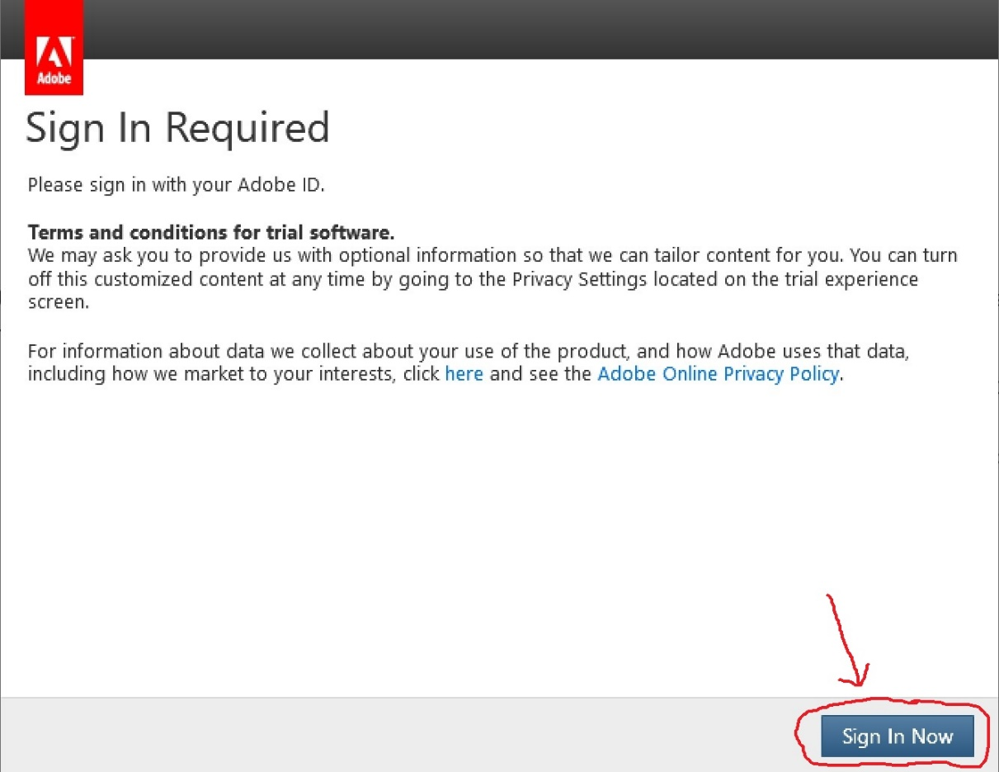 Adobe
Sign In Required
Please sign in with your Adobe ID.
Terms and conditions for trial software.
We may ask you to provide us with optional information so that we can tailor content for you. You can turn
off this customized content at any time by going to the Privacy Settings located on the trial experience
screen.
For information about data we collect about your use of the product, and how Adobe uses that data,
including how we market to your interests, click here and see the Adobe Online Privacy Policy.
Sign In Now